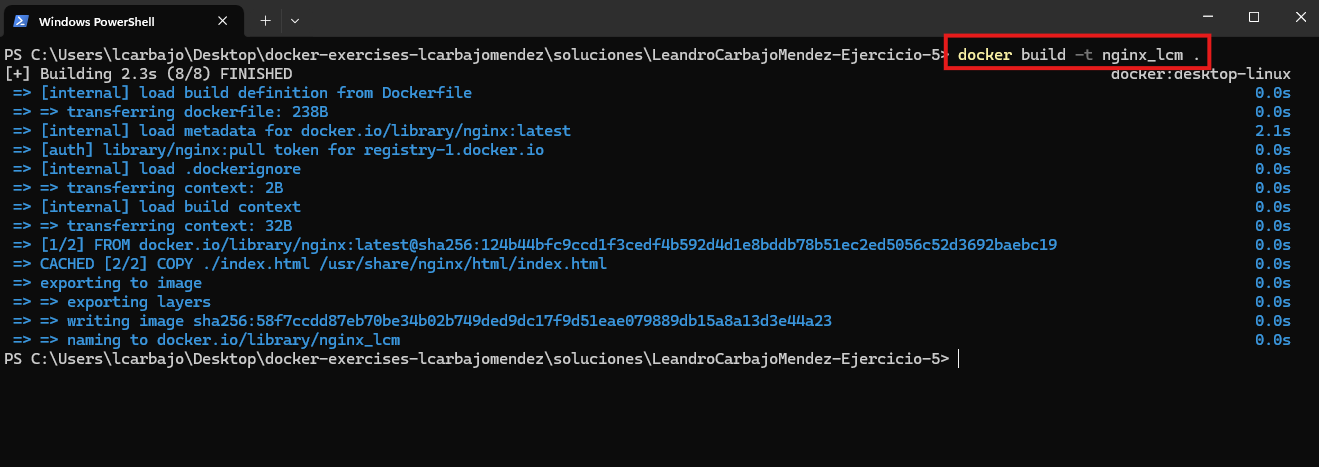 Windows PowerShell
PS C:\Users\lcarbajo\Desktop\docker-exercises-lcarbajomendez\soluciones\LeandroCarbajoMendez-Ejercicio-5> docker build -t nginx_lcm .
[+] Building 2.3s (8/8) FINISHED docker:desktop-linux
=> [internal] load build definition from Dockerfile 0.0s
=> => transferring dockerfile: 238B 0.0s
=> [internal] load metadata for docker.io/library/nginx:latest 2.1s
=> [auth] library/nginx:pull token for registry-1.docker.io 0.0s
=> [internal] load .dockerignore 0.0s
=> => transferring context: 2B 0.0s
=> [internal] load build context 0.0s
=> => transferring context: 32B 0.0s
=> [1/2] FROM docker.io/library/nginx:latest@sha256:124b44bfc9ccd1f3cedf4b592d4d1e8bddb78b51ec2ed5056c52d3692baebc19 0.0s
=> CACHED [2/2] COPY ./index.html /usr/share/nginx/html/index.html 0.0s
=> exporting to image 0.0s
=> => exporting layers 0.0s
=> => writing image sha256:58f7ccdd87eb70be34b02b749ded9dc17f9d51eae079889db15a8a13d3e44a23 0.0s
=> => naming to docker.io/library/nginx_lcm 0.0s
PS C:\Users\lcarbajo\Desktop\docker-exercises-lcarbajomendez\soluciones\LeandroCarbajoMendez-Ejercicio-5>